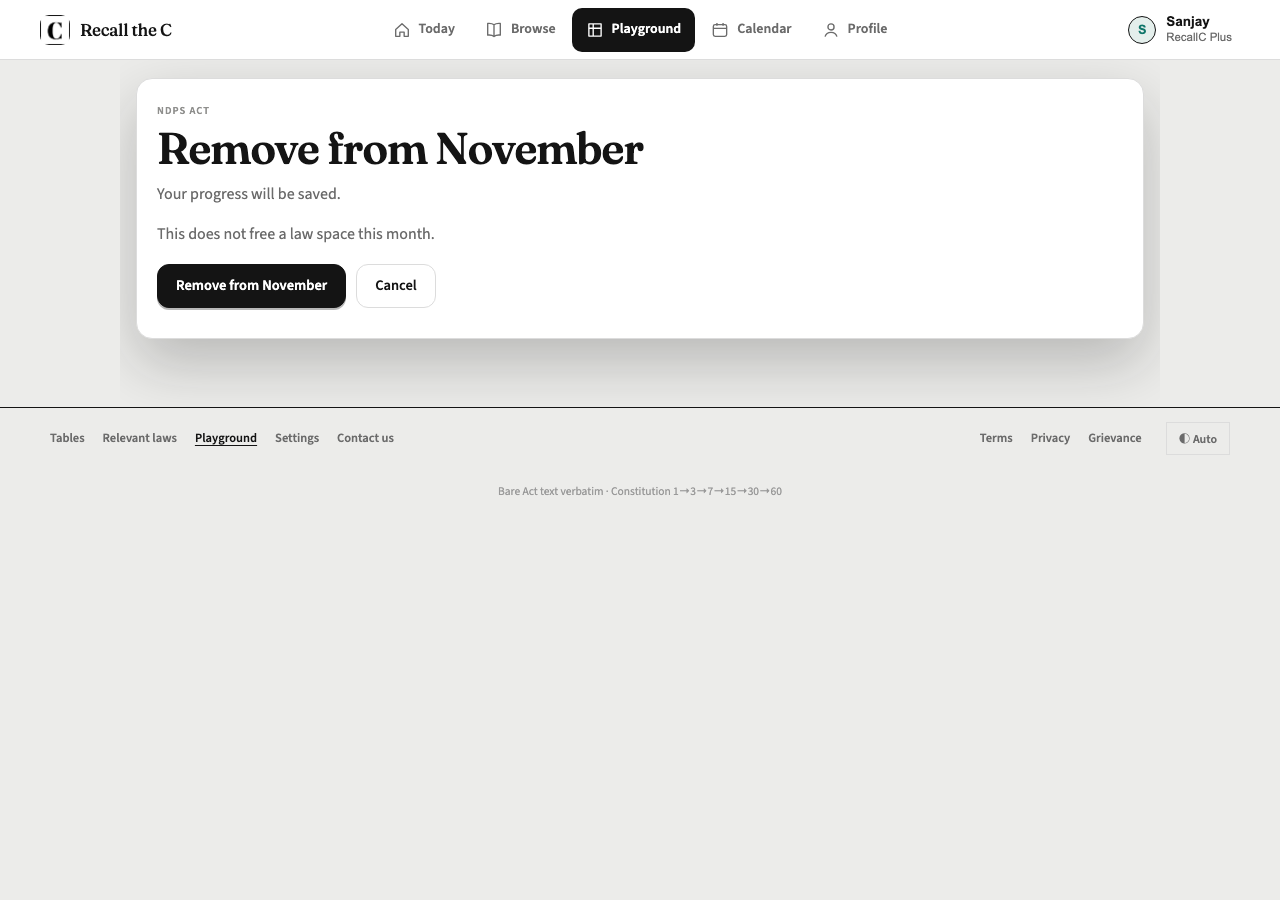 C Recall the C
Today
Browse
Playground
Calendar
Profile
S
Sanjay
RecallC Plus
NDPS ACT
Remove from November
Your progress will be saved.
This does not free a law space this month.
Remove from November
Cancel
Tables
Relevant laws
Playground
Settings
Contact us
Terms
Privacy
Grievance
Auto
Bare Act text verbatim · Constitution 1→3→7→15→30→60